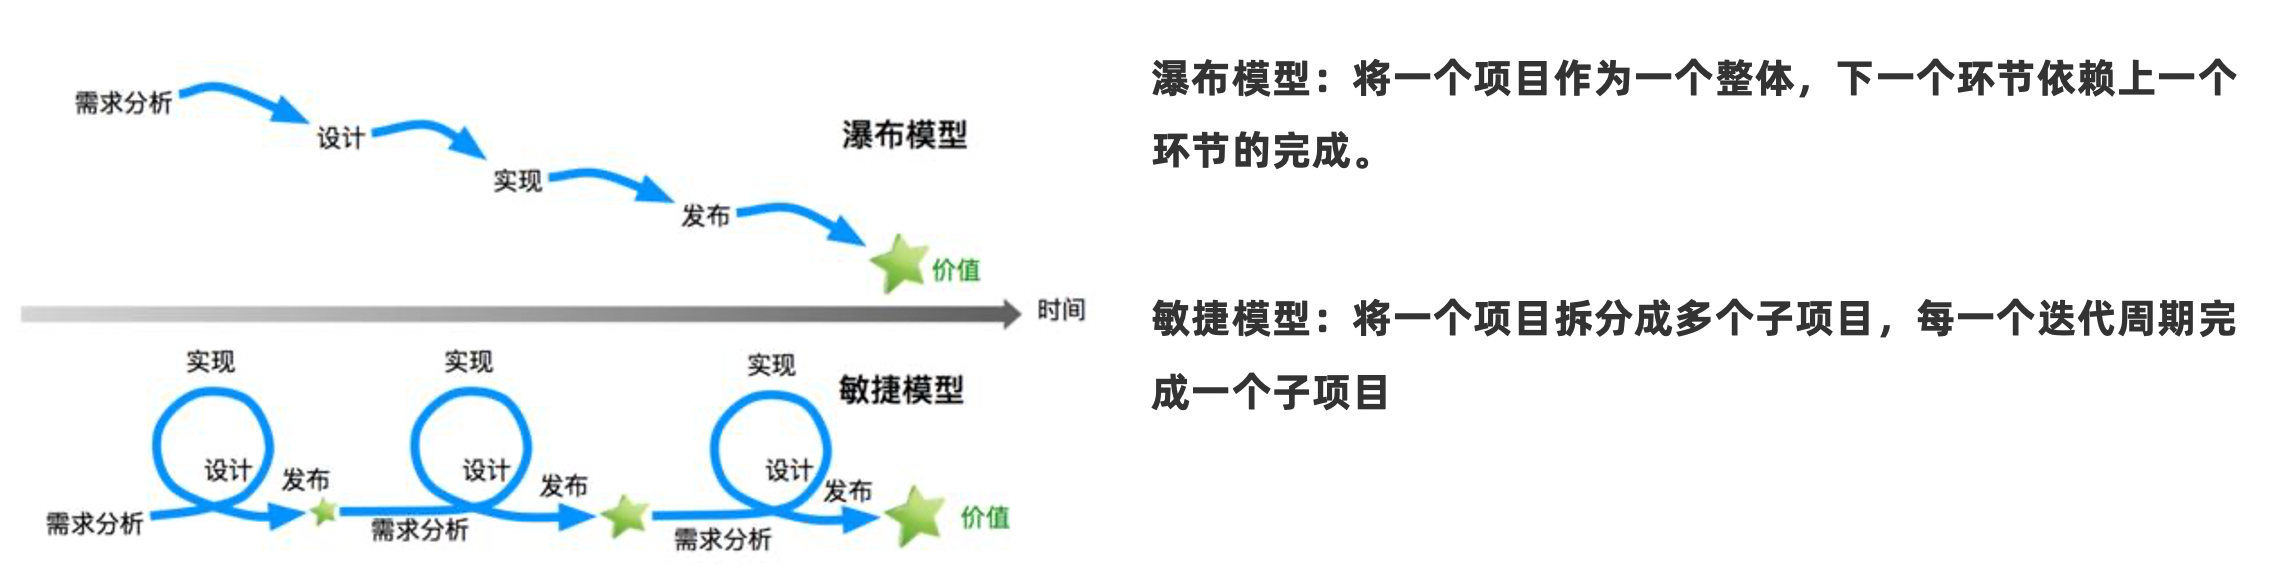 需求分析
设计
实现
发布
价值
瀑布模型
时间
实现
实现
实现
敏捷模型
设计
发布
设计
发布
设计
发布
需求分析
需求分析
需求分析
价值
瀑布模型：将一个项目作为一个整体，下一个环节依赖上一个
环节的完成。
敏捷模型：将一个项目拆分成多个子项目，每一个迭代周期完
成一个子项目